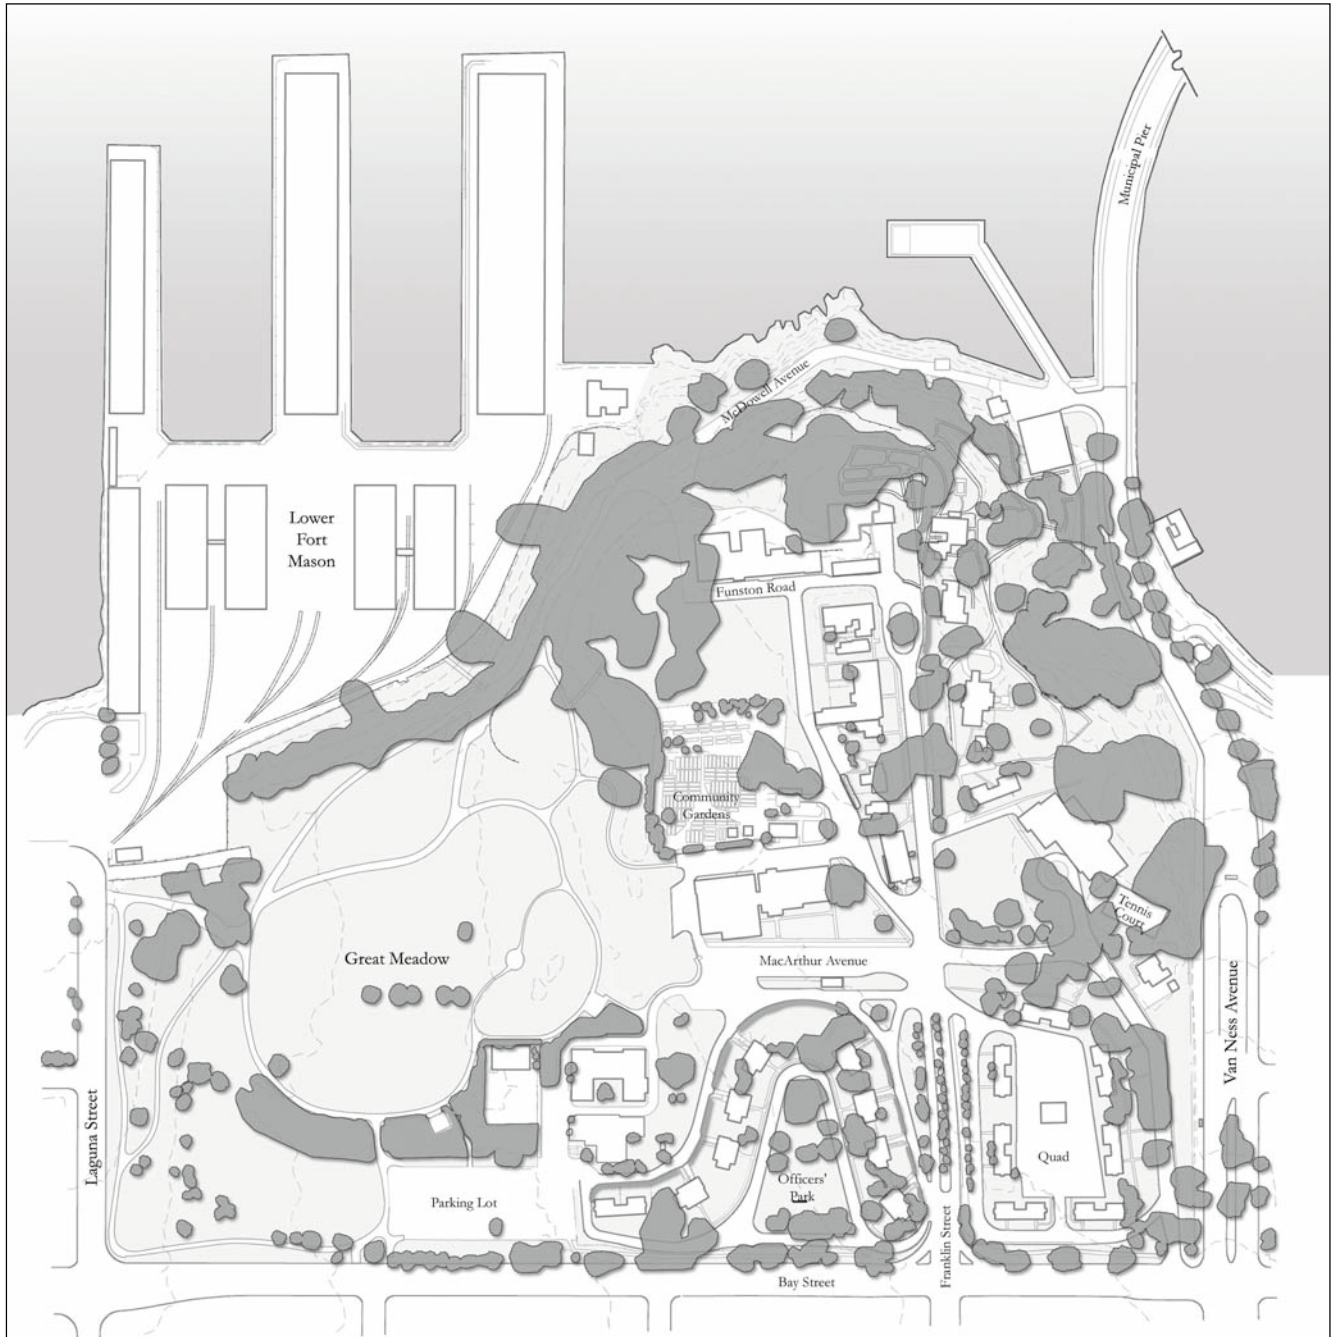 Municipal Pier
McDowell Avenue
Lower
Fort
Mason
Funston Road
Community
Gardens
Tennis
Court
Great Meadow
MacArthur Avenue
Van Ness Avenue
Laguna Street
Quad
Officers'
Park
Parking Lot
Franklin Street
Bay Street